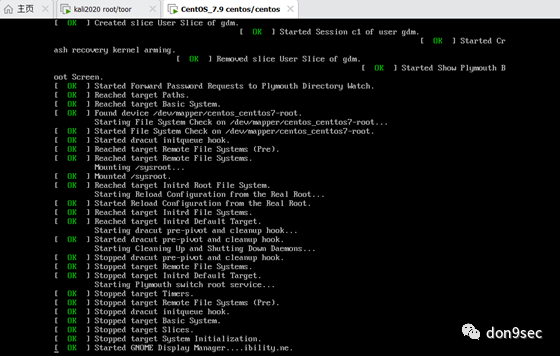 主页 kali2020 root/toor CentOS_7.9 centos/centos
[ OK ] Created slice User Slice of gdm.
[ OK ] Started Session c1 of user gdm.
[ OK ] Started Cr
ash recovery kernel arming.
[ OK ] Removed slice User Slice of gdm.
[ OK ] Started Show Plymouth B
oot Screen.
[ OK ] Started Forward Password Requests to Plymouth Directory Watch.
[ OK ] Reached target Paths.
[ OK ] Reached target Basic System.
[ OK ] Found device /dev/mapper/centos_centtos7-root.
Starting File System Check on /dev/mapper/centos_centtos7-root...
[ OK ] Started File System Check on /dev/mapper/centos_centtos7-root.
[ OK ] Started dracut initqueue hook.
[ OK ] Reached target Remote File Systems (Pre).
[ OK ] Reached target Remote File Systems.
Mounting /sysroot...
[ OK ] Mounted /sysroot.
[ OK ] Reached target Initrd Root File System.
Starting Reload Configuration from the Real Root...
[ OK ] Started Reload Configuration from the Real Root.
[ OK ] Reached target Initrd File Systems.
[ OK ] Reached target Initrd Default Target.
Starting dracut pre-pivot and cleanup hook...
[ OK ] Started dracut pre-pivot and cleanup hook.
Starting Cleaning Up and Shutting Down Daemons...
[ OK ] Stopped dracut pre-pivot and cleanup hook.
[ OK ] Stopped target Remote File Systems.
[ OK ] Stopped target Initrd Default Target.
Starting Plymouth switch root service...
[ OK ] Stopped target Timers.
[ OK ] Stopped target Remote File Systems (Pre).
[ OK ] Stopped dracut initqueue hook.
[ OK ] Stopped target Basic System.
[ OK ] Stopped target Slices.
[ OK ] Stopped target System Initialization.
[ OK ] Started GNOME Display Manager....ibility.ne.
don9sec